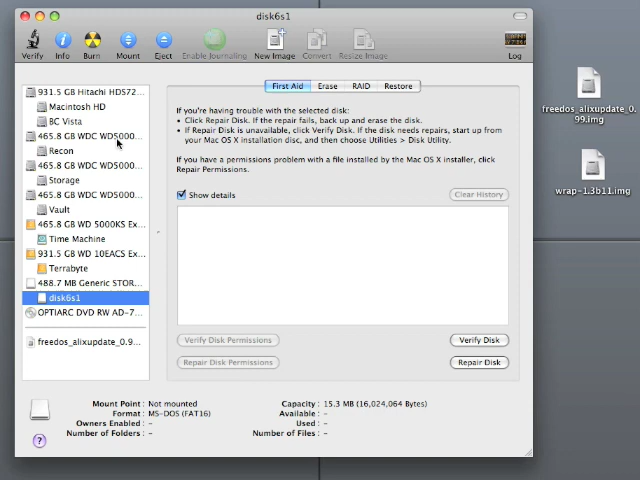 disk6s1
Verify
Info
Burn
Mount
Eject
Enable Journaling
New Image
Convert
Resize Image
Log
931.5 GB Hitachi HDS72...
Macintosh HD
BC Vista
465.8 GB WDC WD5000...
Recon
465.8 GB WDC WD5000...
Storage
465.8 GB WDC WD5000...
Vault
465.8 GB WD 5000KS Ex...
Time Machine
931.5 GB WD 10EACS Ex...
Terrabyte
488.7 MB Generic STOR...
disk6s1
OPTIARC DVD RW AD-7...
freedos_alixupdate_0.9...
First Aid
Erase
RAID
Restore
If you're having trouble with the selected disk:
• Click Repair Disk. If the repair fails, back up and erase the disk.
• If Repair Disk is unavailable, click Verify Disk. If the disk needs repairs, start up from
your Mac OS X installation disc, and then choose Utilities > Disk Utility.
If you have a permissions problem with a file installed by the Mac OS X installer, click
Repair Permissions.
Show details
Clear History
Verify Disk Permissions
Verify Disk
Repair Disk Permissions
Repair Disk
Mount Point : Not mounted
Format : MS-DOS (FAT16)
Owners Enabled : -
Number of Folders : -
Capacity : 15.3 MB (16,024,064 Bytes)
Available : -
Used : -
Number of Files : -
?
freedos_alixupdate_0.
99.img
wrap-1.3b11.img